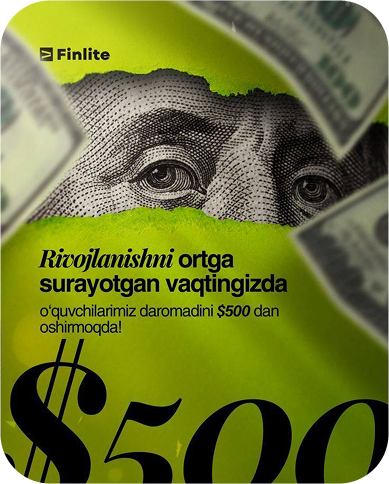 Finlite
Rivojlanishni ortga
surayotgan vaqtingizda
o'quvchilarimiz daromadini $500 dan
oshirmoqda!
$500